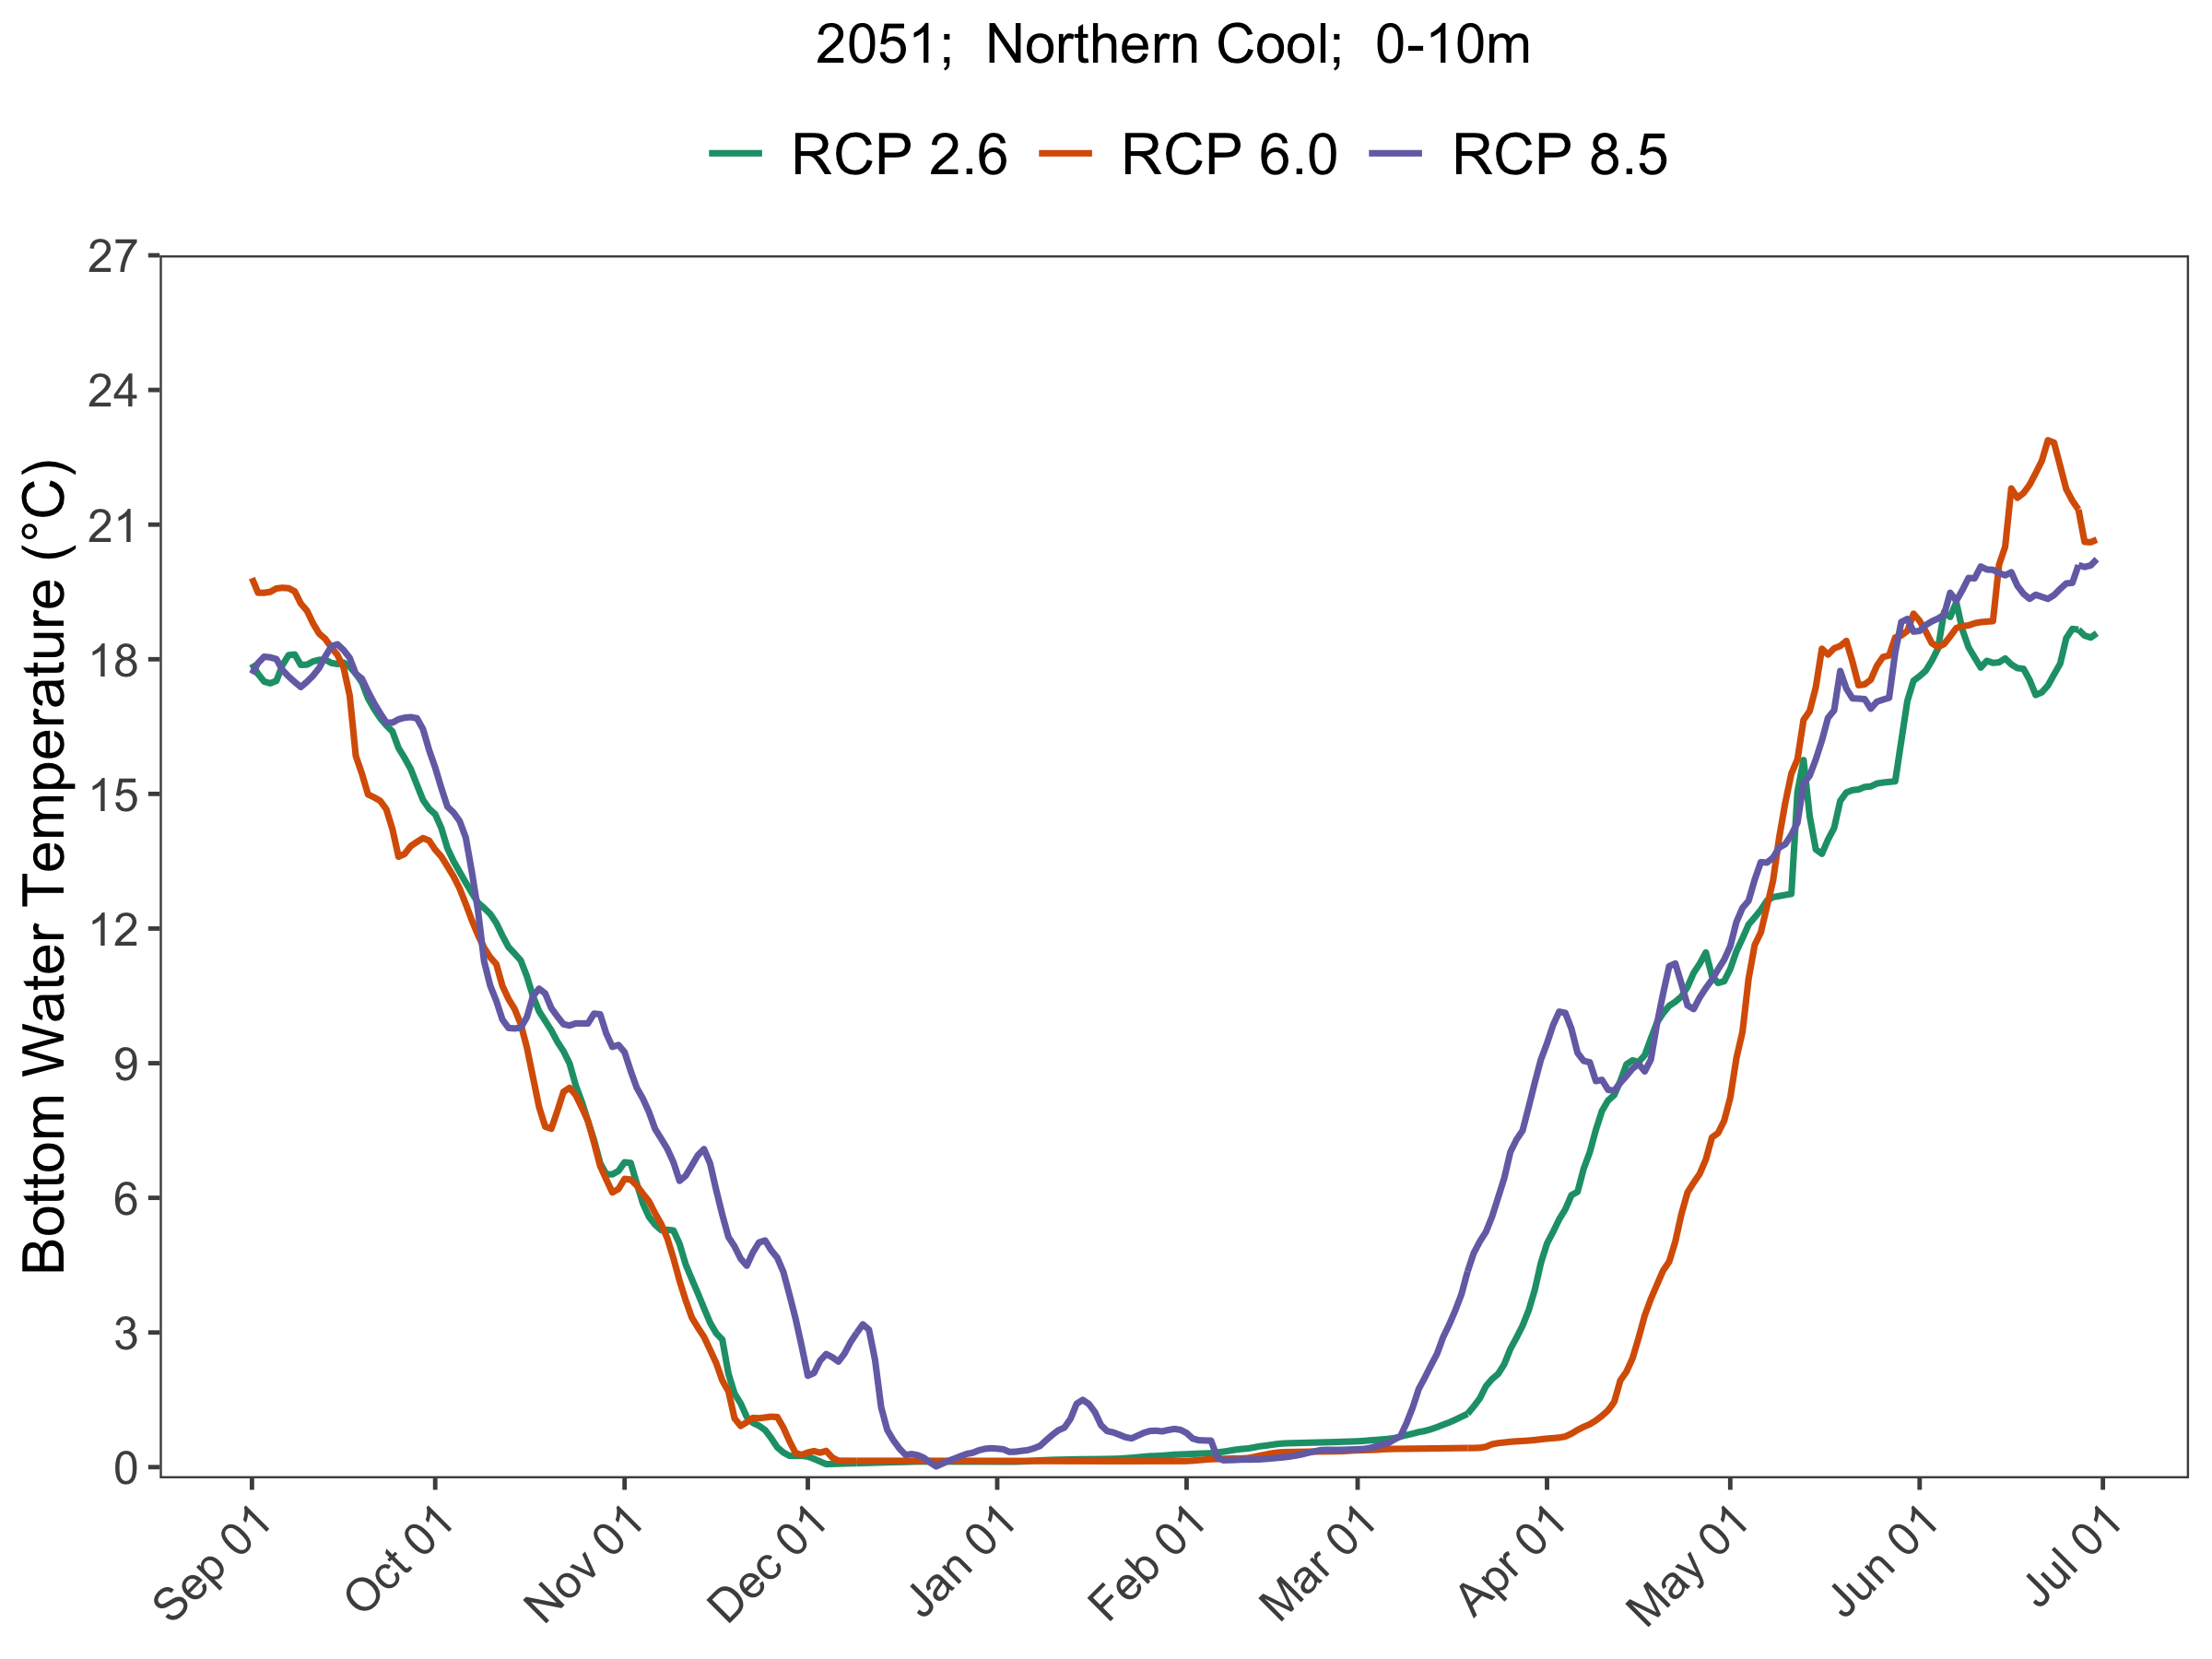 2051;  Northern Cool;  0-10m
RCP 2.6 RCP 6.0 RCP 8.5
Bottom Water Temperature (°C)
27
24
21
18
15
12
9
6
3
0
Sep 01 Oct 01 Nov 01 Dec 01 Jan 01 Feb 01 Mar 01 Apr 01 May 01 Jun 01 Jul 01